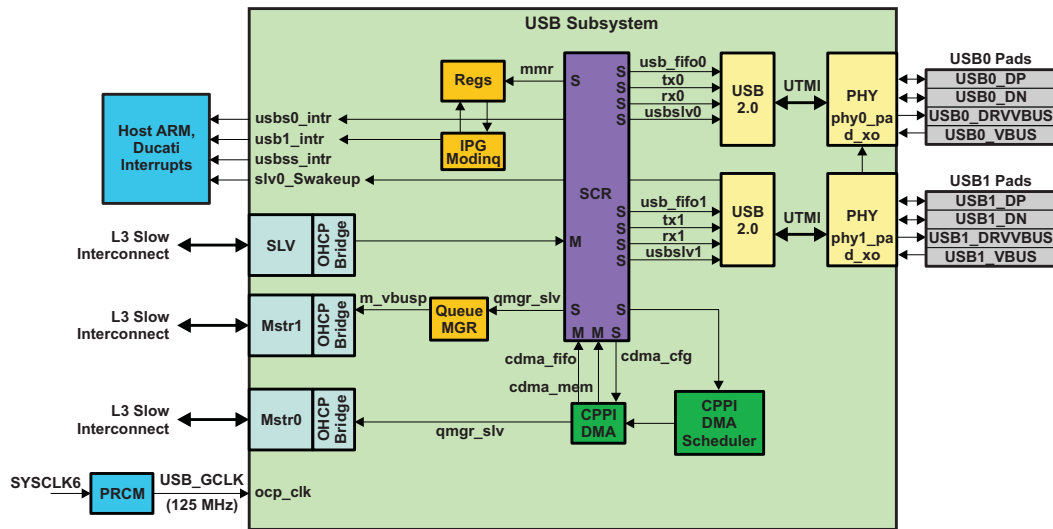 USB Subsystem
Host ARM,
Ducati
Interrupts
usbs0_intr
usb1_intr
usbss_intr
slv0_Swakeup
Regs
IPG
Modinq
mmr
S
SCR
S
S
S
S
usb_fifo0
tx0
rx0
usbslv0
USB
2.0
UTMI
PHY
phy0_pa
d_xo
USB0 Pads
USB0_DP
USB0_DN
USB0_DRVVBUS
USB0_VBUS
S
S
S
S
usb_fifo1
tx1
rx1
usbslv1
USB
2.0
UTMI
PHY
phy1_pa
d_xo
USB1 Pads
USB1_DP
USB1_DN
USB1_DRVVBUS
USB1_VBUS
L3 Slow
Interconnect
SLV
OHCP
Bridge
M
L3 Slow
Interconnect
Mstr1
OHCP
Bridge
m_vbusp
Queue
MGR
qmgr_slv
S
S
M M S
cdma_fifo
cdma_mem
cdma_cfg
L3 Slow
Interconnect
Mstr0
OHCP
Bridge
qmgr_slv
CPPI
DMA
CPPI
DMA
Scheduler
SYSCLK6
PRCM
USB_GCLK
(125 MHz)
ocp_clk